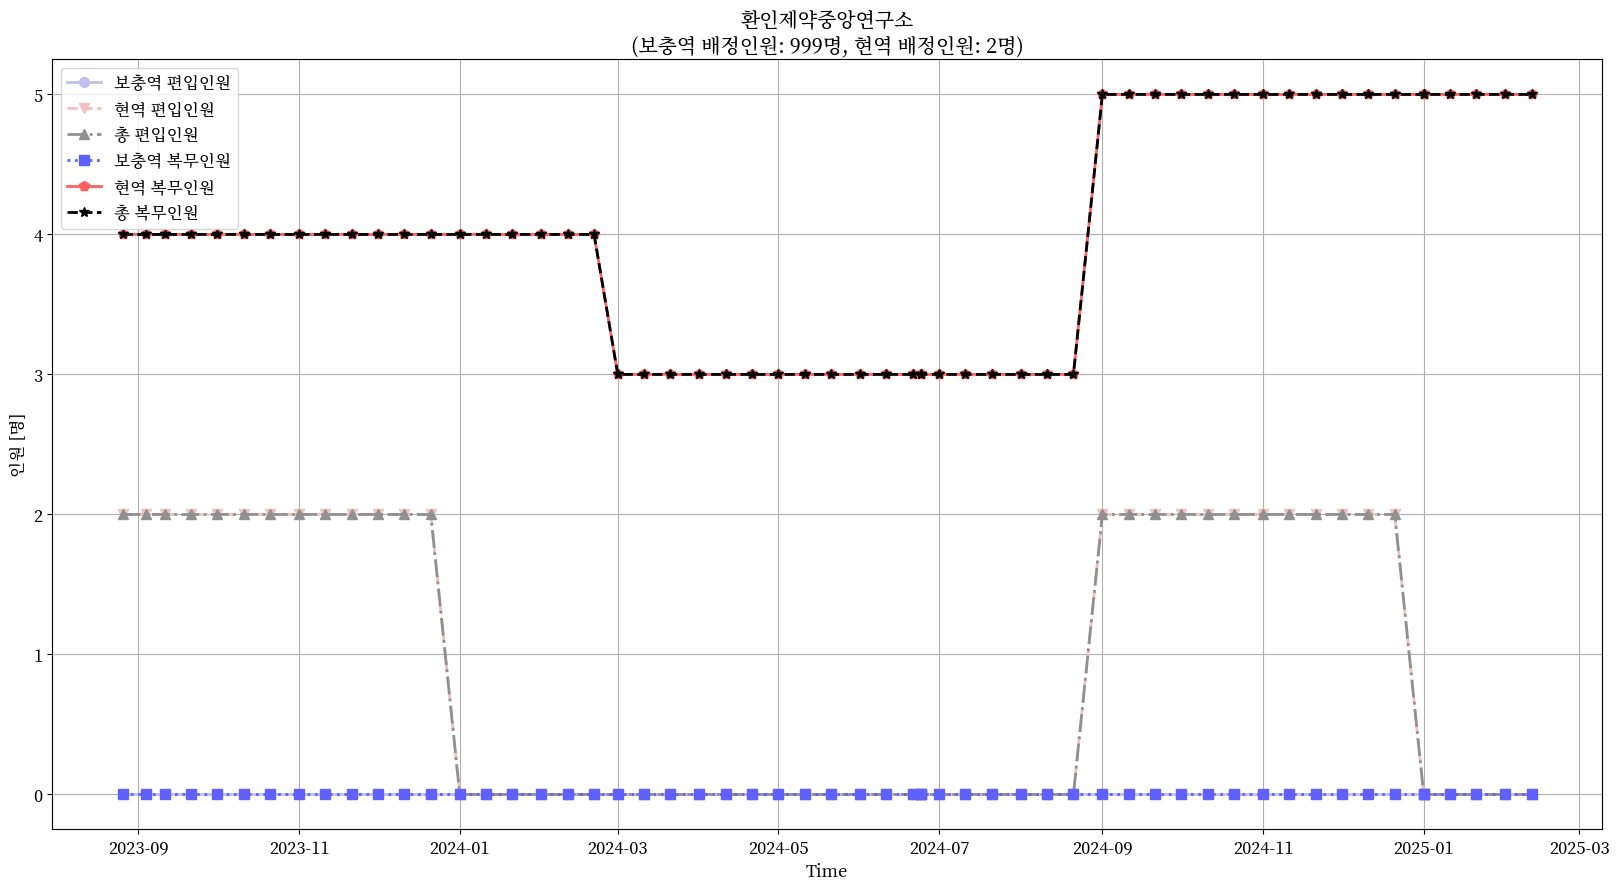 환인제약중앙연구소
(보충역 배정인원: 999명, 현역 배정인원: 2명)
보충역 편입인원
현역 편입인원
총 편입인원
보충역 복무인원
현역 복무인원
총 복무인원
인원 [명]
5
4
3
2
1
0
2023-09
2023-11
2024-01
2024-03
2024-05
2024-07
2024-09
2024-11
2025-01
2025-03
Time